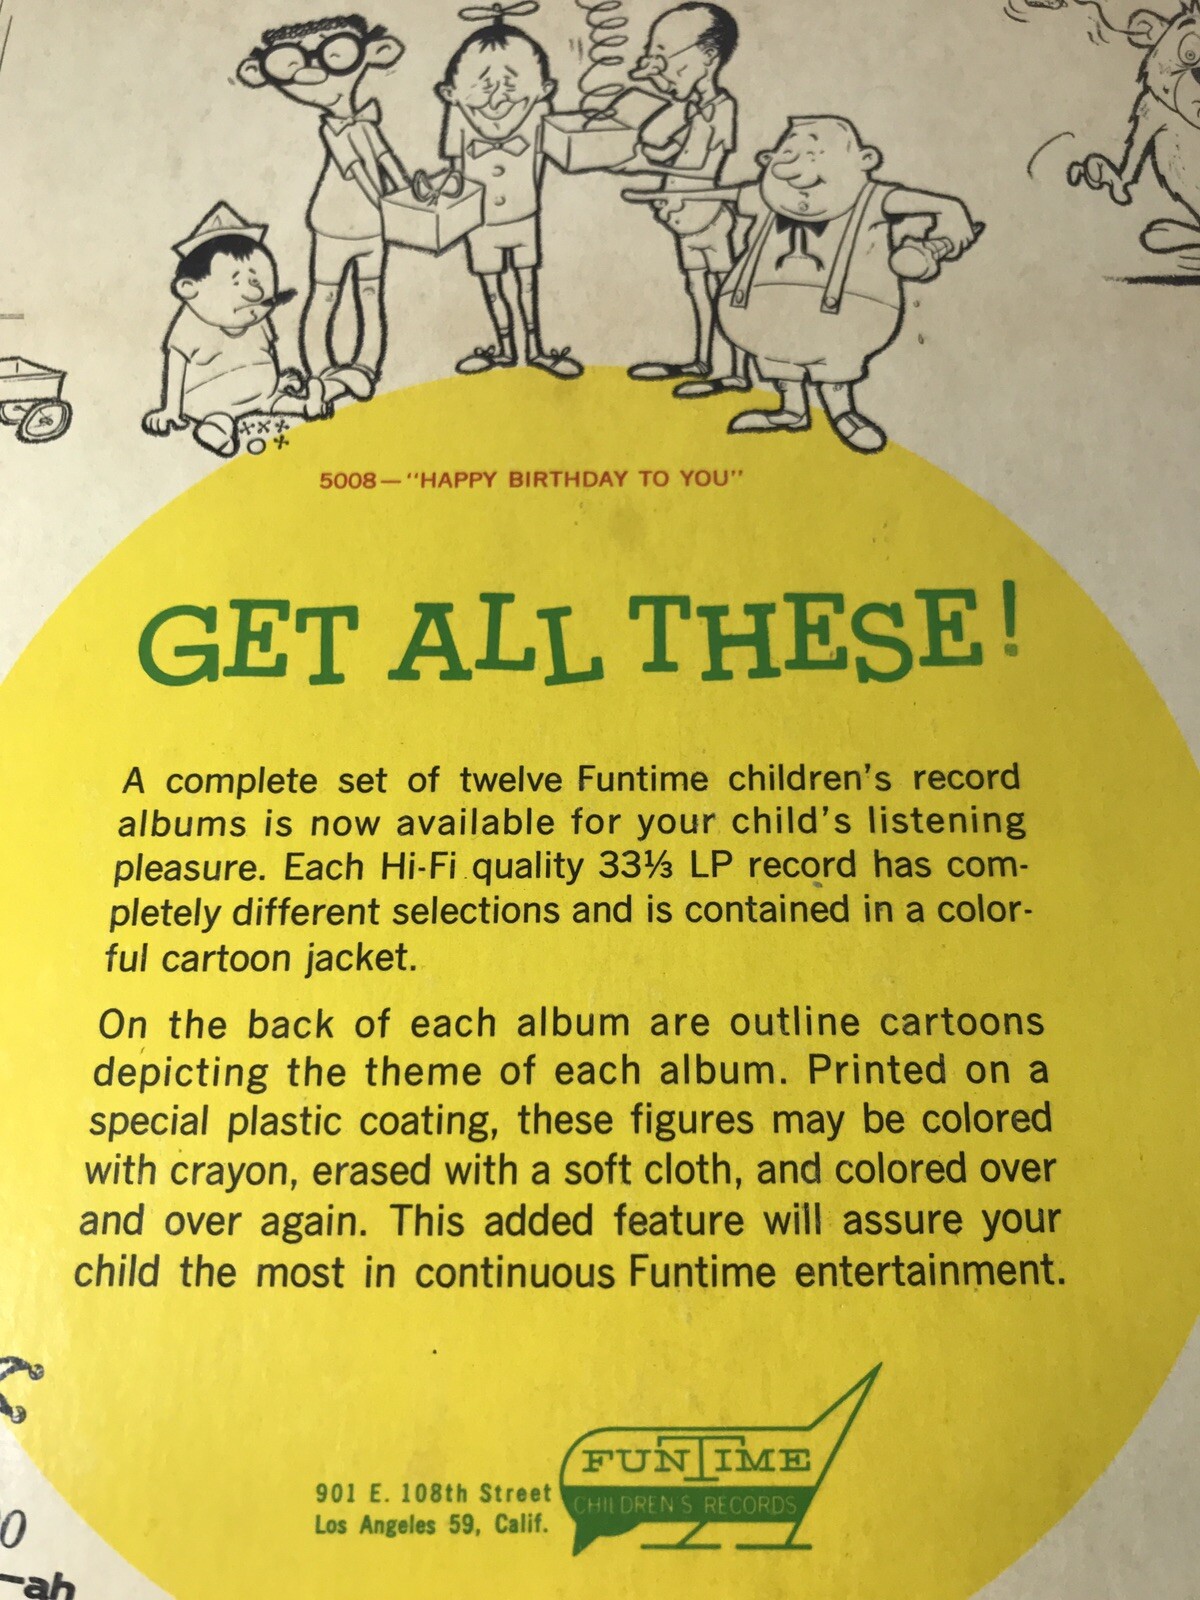 5008—"HAPPY BIRTHDAY TO YOU"
GET ALL THESE!
A complete set of twelve Funtime children's record
albums is now available for your child's listening
pleasure. Each Hi-Fi quality 33⅓ LP record has com-
pletely different selections and is contained in a color-
ful cartoon jacket.
On the back of each album are outline cartoons
depicting the theme of each album. Printed on a
special plastic coating, these figures may be colored
with crayon, erased with a soft cloth, and colored over
and over again. This added feature will assure your
child the most in continuous Funtime entertainment.
FUNTIME
CHILDREN'S RECORDS
901 E. 108th Street
Los Angeles 59, Calif.
—ah